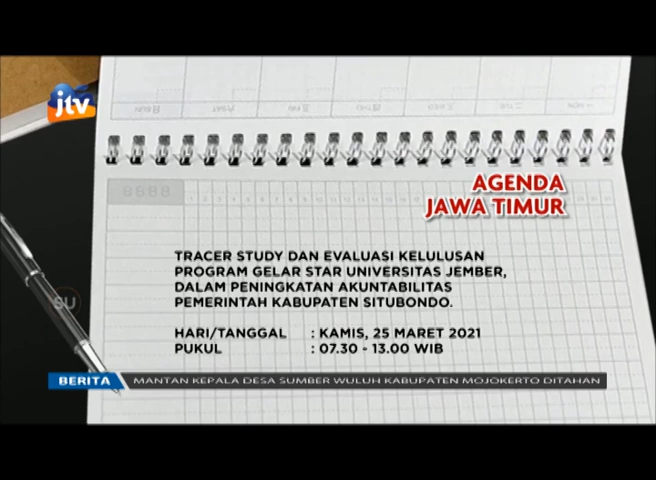 jtv
AGENDA
JAWA TIMUR
TRACER STUDY DAN EVALUASI KELULUSAN
PROGRAM GELAR STAR UNIVERSITAS JEMBER,
DALAM PENINGKATAN AKUNTABILITAS
PEMERINTAH KABUPATEN SITUBONDO.
HARI/TANGGAL : KAMIS, 25 MARET 2021
PUKUL : 07.30 - 13.00 WIB
SU
BERITA MANTAN KEPALA DESA SUMBER WULUH KABUPATEN MOJOKERTO DITAHAN